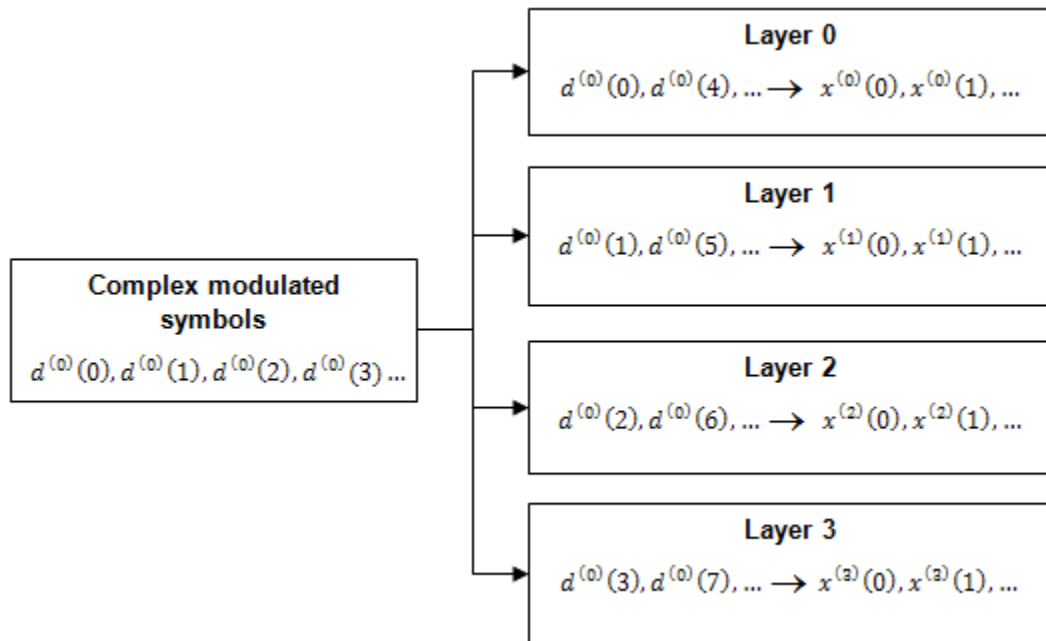 Layer 0
d⁽⁰⁾(0), d⁽⁰⁾(4), ... → x⁽⁰⁾(0), x⁽⁰⁾(1), ...
Layer 1
d⁽⁰⁾(1), d⁽⁰⁾(5), ... → x⁽¹⁾(0), x⁽¹⁾(1), ...
Complex modulated
symbols
d⁽⁰⁾(0), d⁽⁰⁾(1), d⁽⁰⁾(2), d⁽⁰⁾(3) ...
Layer 2
d⁽⁰⁾(2), d⁽⁰⁾(6), ... → x⁽²⁾(0), x⁽²⁾(1), ...
Layer 3
d⁽⁰⁾(3), d⁽⁰⁾(7), ... → x⁽³⁾(0), x⁽³⁾(1), ...